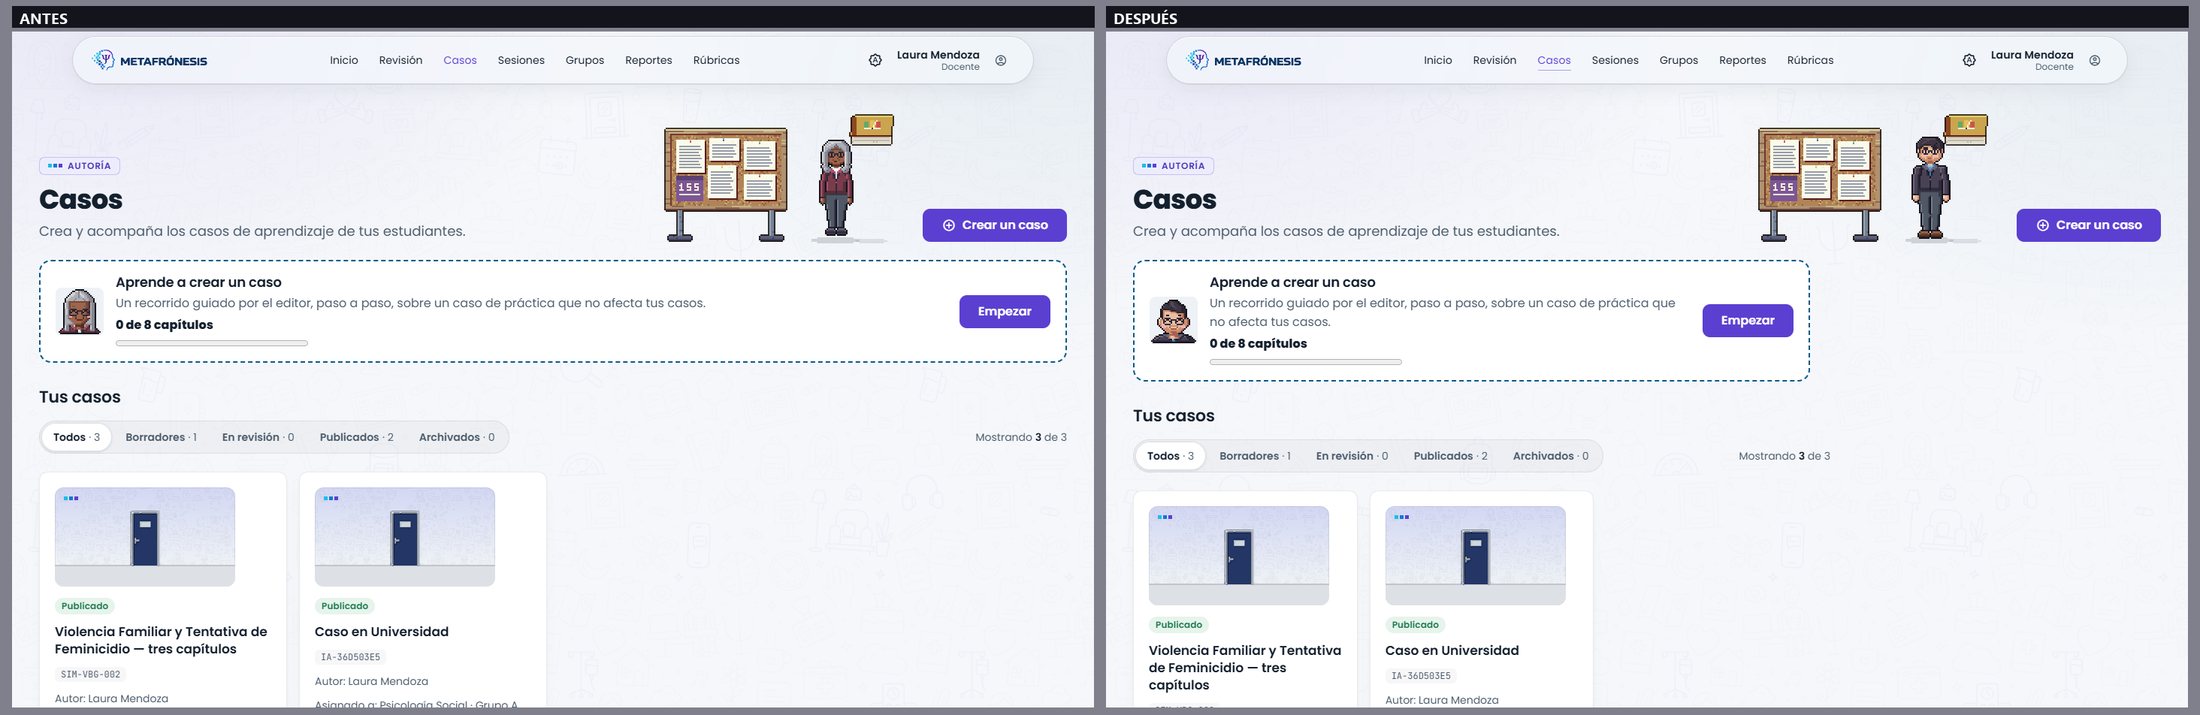 ANTES
METAFRÓNESIS
Inicio Revisión Casos Sesiones Grupos Reportes Rúbricas
Laura Mendoza
Docente
155
AUTORÍA
Casos
Crea y acompaña los casos de aprendizaje de tus estudiantes.
Crear un caso
Aprende a crear un caso
Un recorrido guiado por el editor, paso a paso, sobre un caso de práctica que no afecta tus casos.
0 de 8 capítulos
Empezar
Tus casos
Todos · 3 Borradores · 1 En revisión · 0 Publicados · 2 Archivados · 0
Mostrando 3 de 3
Publicado
Violencia Familiar y Tentativa de
Feminicidio — tres capítulos
SIM-VBG-002
Autor: Laura Mendoza
Publicado
Caso en Universidad
IA-36D503E5
Autor: Laura Mendoza
Asignado a: Psicología Social · Grupo A
DESPUÉS
METAFRÓNESIS
Inicio Revisión Casos Sesiones Grupos Reportes Rúbricas
Laura Mendoza
Docente
155
AUTORÍA
Casos
Crea y acompaña los casos de aprendizaje de tus estudiantes.
Crear un caso
Aprende a crear un caso
Un recorrido guiado por el editor, paso a paso, sobre un caso de práctica que
no afecta tus casos.
0 de 8 capítulos
Empezar
Tus casos
Todos · 3 Borradores · 1 En revisión · 0 Publicados · 2 Archivados · 0
Mostrando 3 de 3
Publicado
Violencia Familiar y Tentativa
de Feminicidio — tres
capítulos
Publicado
Caso en Universidad
IA-36D503E5
Autor: Laura Mendoza